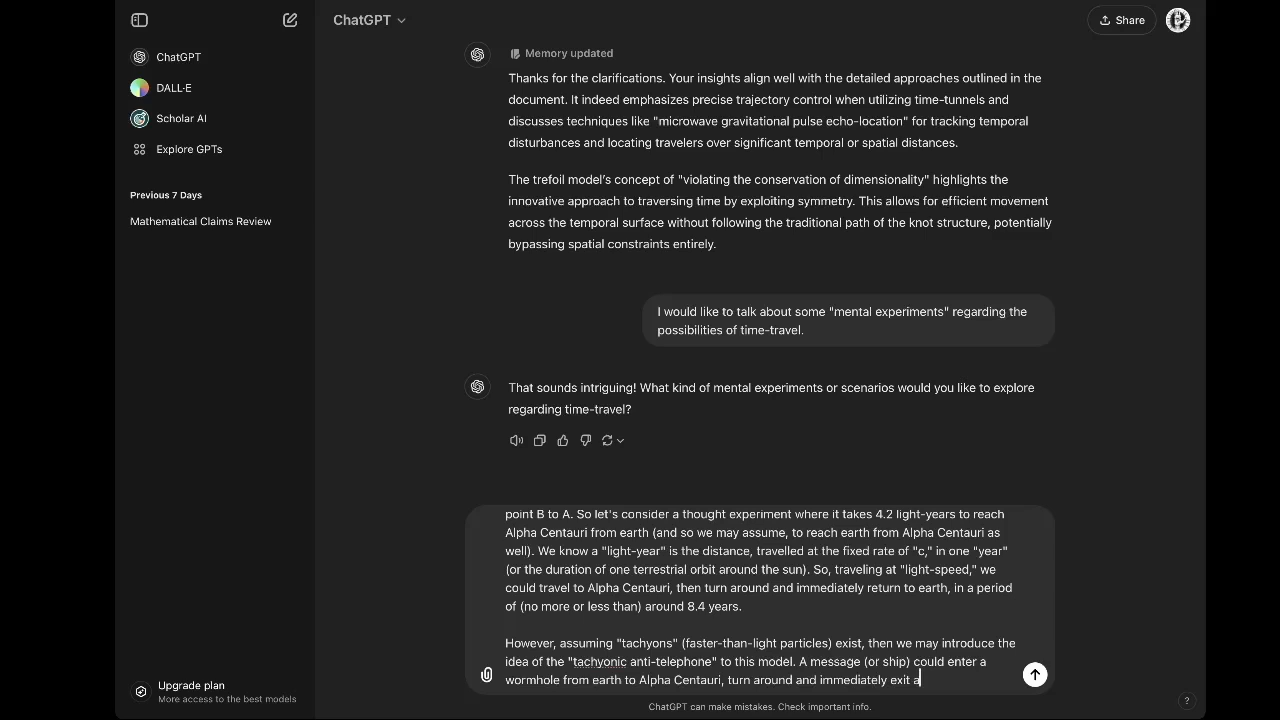 ChatGPT
Share
ChatGPT
DALL·E
Scholar AI
Explore GPTs
Previous 7 Days
Mathematical Claims Review
Memory updated
Thanks for the clarifications. Your insights align well with the detailed approaches outlined in the
document. It indeed emphasizes precise trajectory control when utilizing time-tunnels and
discusses techniques like "microwave gravitational pulse echo-location" for tracking temporal
disturbances and locating travelers over significant temporal or spatial distances.
The trefoil model’s concept of "violating the conservation of dimensionality" highlights the
innovative approach to traversing time by exploiting symmetry. This allows for efficient movement
across the temporal surface without following the traditional path of the knot structure, potentially
bypassing spatial constraints entirely.
I would like to talk about some "mental experiments" regarding the
possibilities of time-travel.
That sounds intriguing! What kind of mental experiments or scenarios would you like to explore
regarding time-travel?
point B to A. So let's consider a thought experiment where it takes 4.2 light-years to reach
Alpha Centauri from earth (and so we may assume, to reach earth from Alpha Centauri as
well). We know a "light-year" is the distance, travelled at the fixed rate of "c," in one "year"
(or the duration of one terrestrial orbit around the sun). So, traveling at "light-speed," we
could travel to Alpha Centauri, then turn around and immediately return to earth, in a period
of (no more or less than) around 8.4 years.
However, assuming "tachyons" (faster-than-light particles) exist, then we may introduce the
idea of the "tachyonic anti-telephone" to this model. A message (or ship) could enter a
wormhole from earth to Alpha Centauri, turn around and immediately exit a
Upgrade plan
More access to the best models
ChatGPT can make mistakes. Check important info.
?